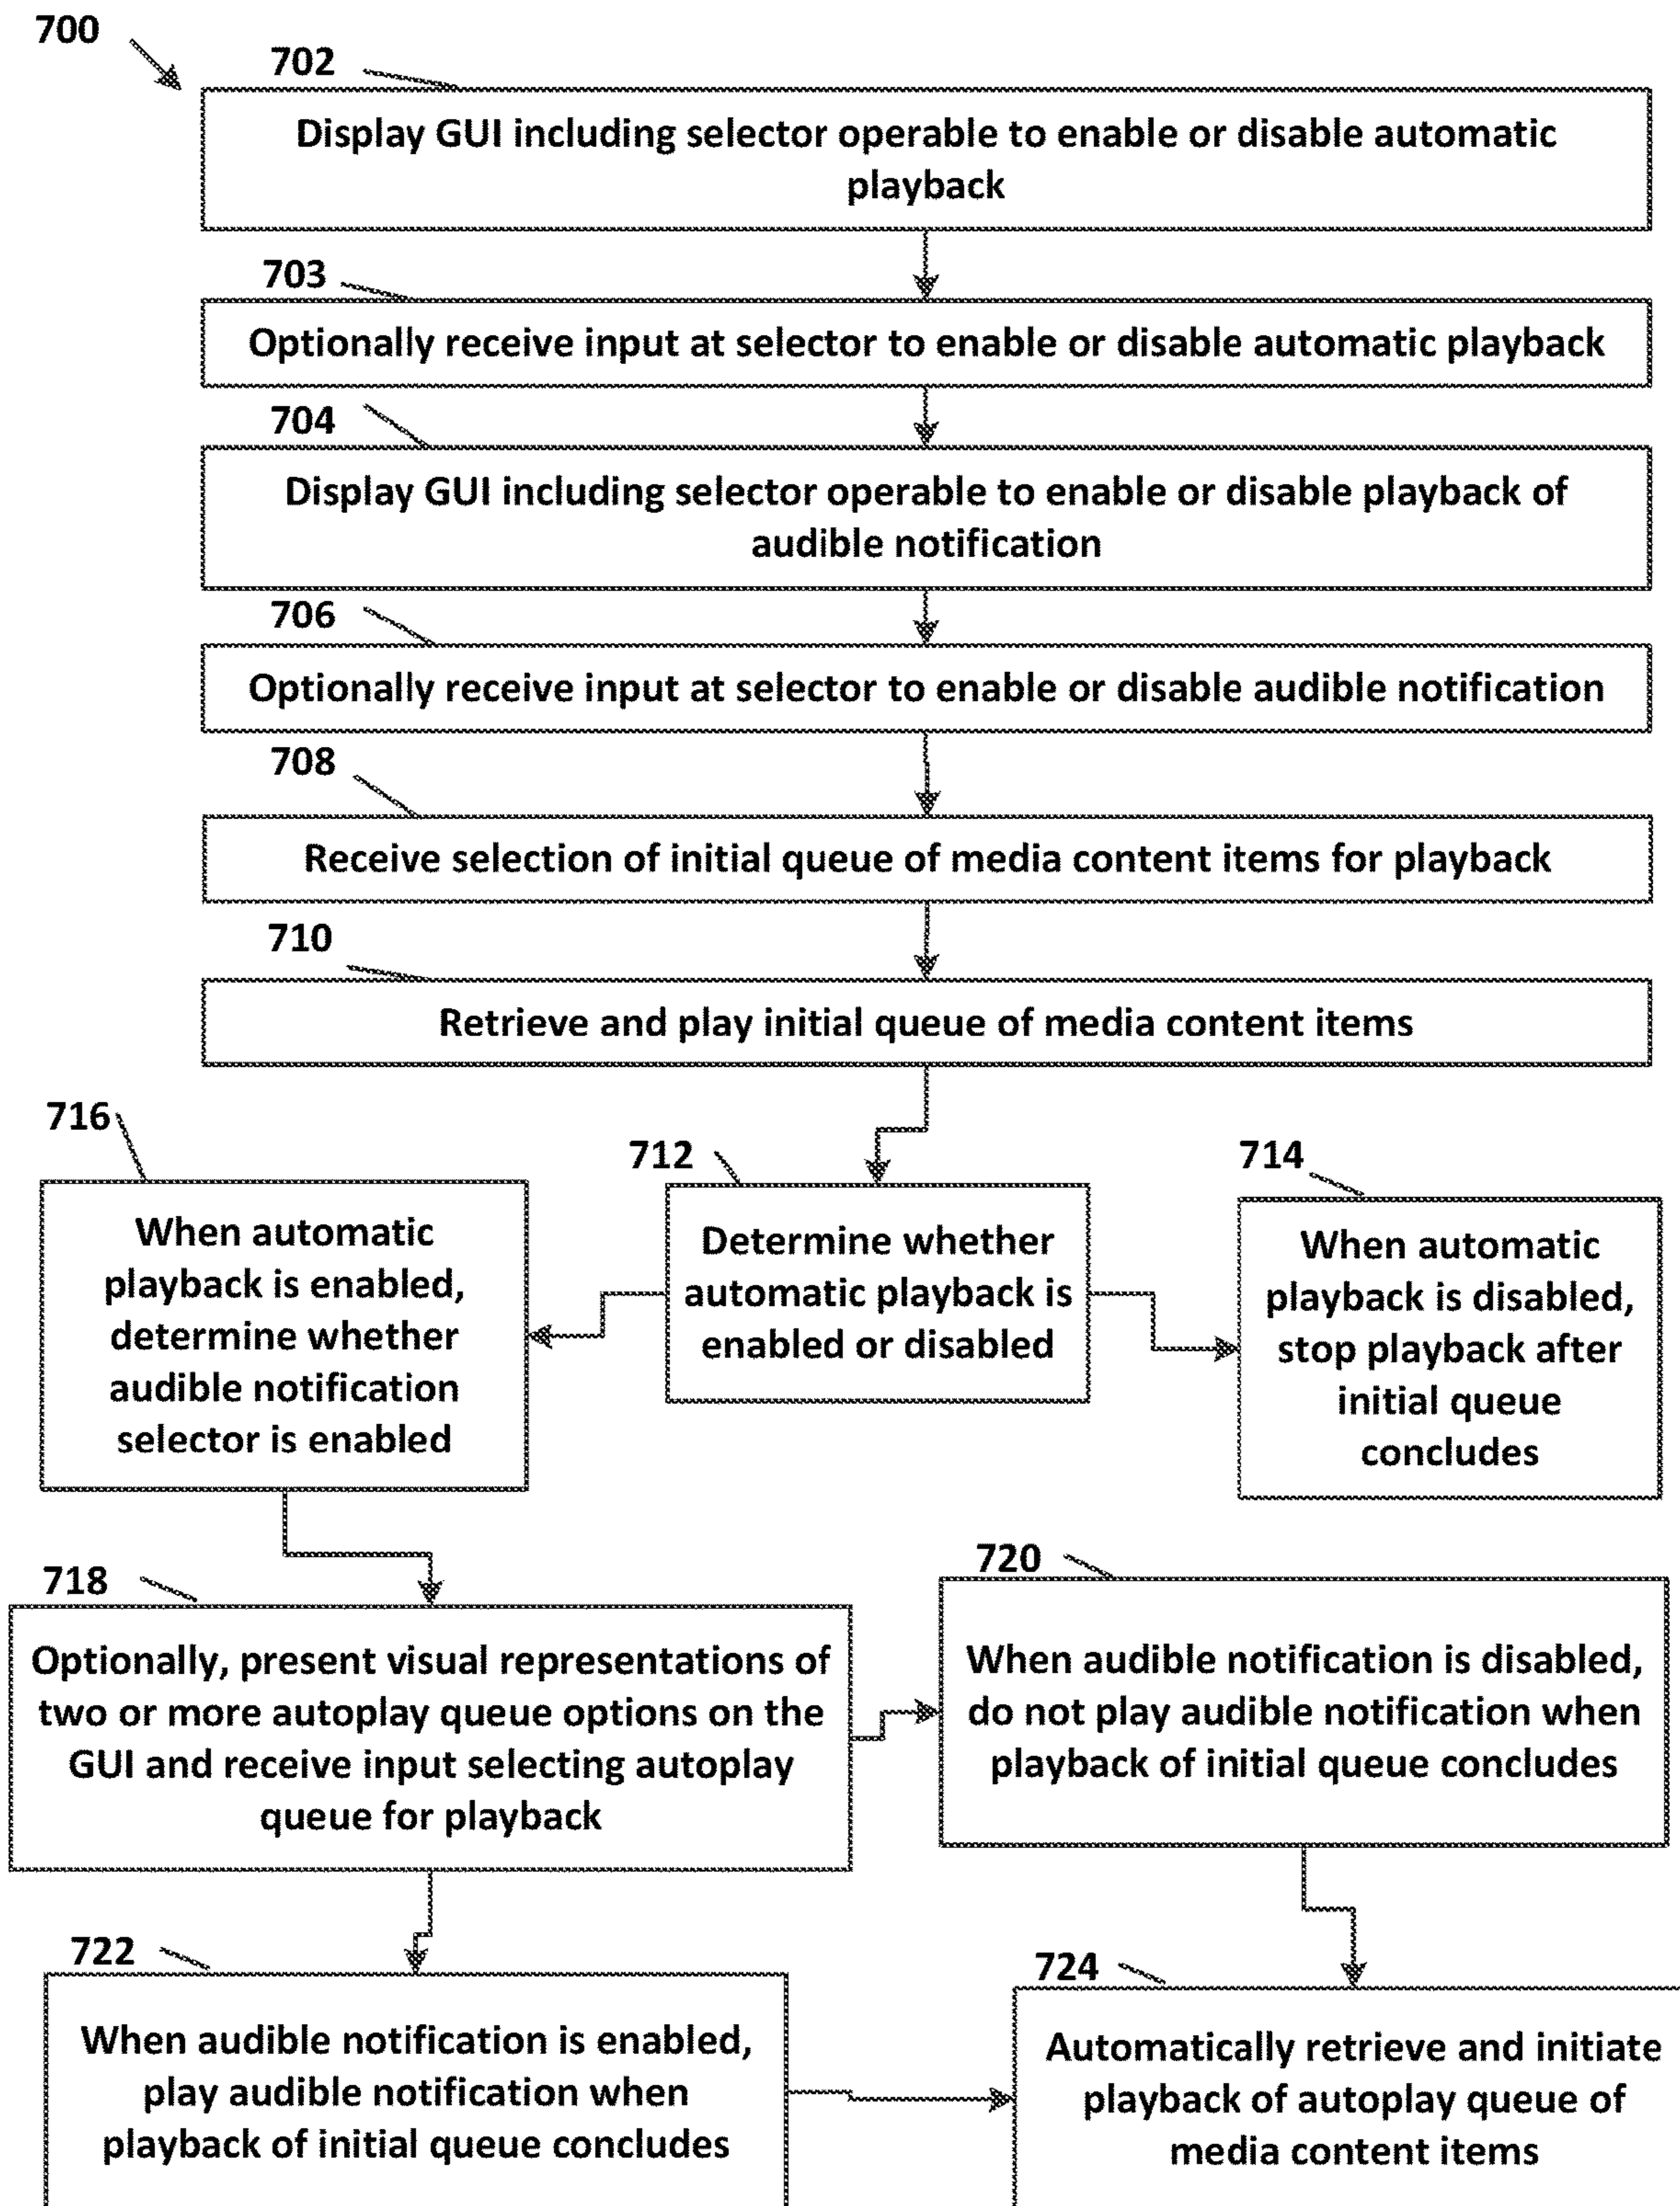 700
702
Display GUI including selector operable to enable or disable automatic
playback
703
Optionally receive input at selector to enable or disable automatic playback
704
Display GUI including selector operable to enable or disable playback of
audible notification
706
Optionally receive input at selector to enable or disable audible notification
708
Receive selection of initial queue of media content items for playback
710
Retrieve and play initial queue of media content items
716
When automatic
playback is enabled,
determine whether
audible notification
selector is enabled
712
Determine whether
automatic playback is
enabled or disabled
714
When automatic
playback is disabled,
stop playback after
initial queue
concludes
718
Optionally, present visual representations of
two or more autoplay queue options on the
GUI and receive input selecting autoplay
queue for playback
720
When audible notification is disabled,
do not play audible notification when
playback of initial queue concludes
722
When audible notification is enabled,
play audible notification when
playback of initial queue concludes
724
Automatically retrieve and initiate
playback of autoplay queue of
media content items